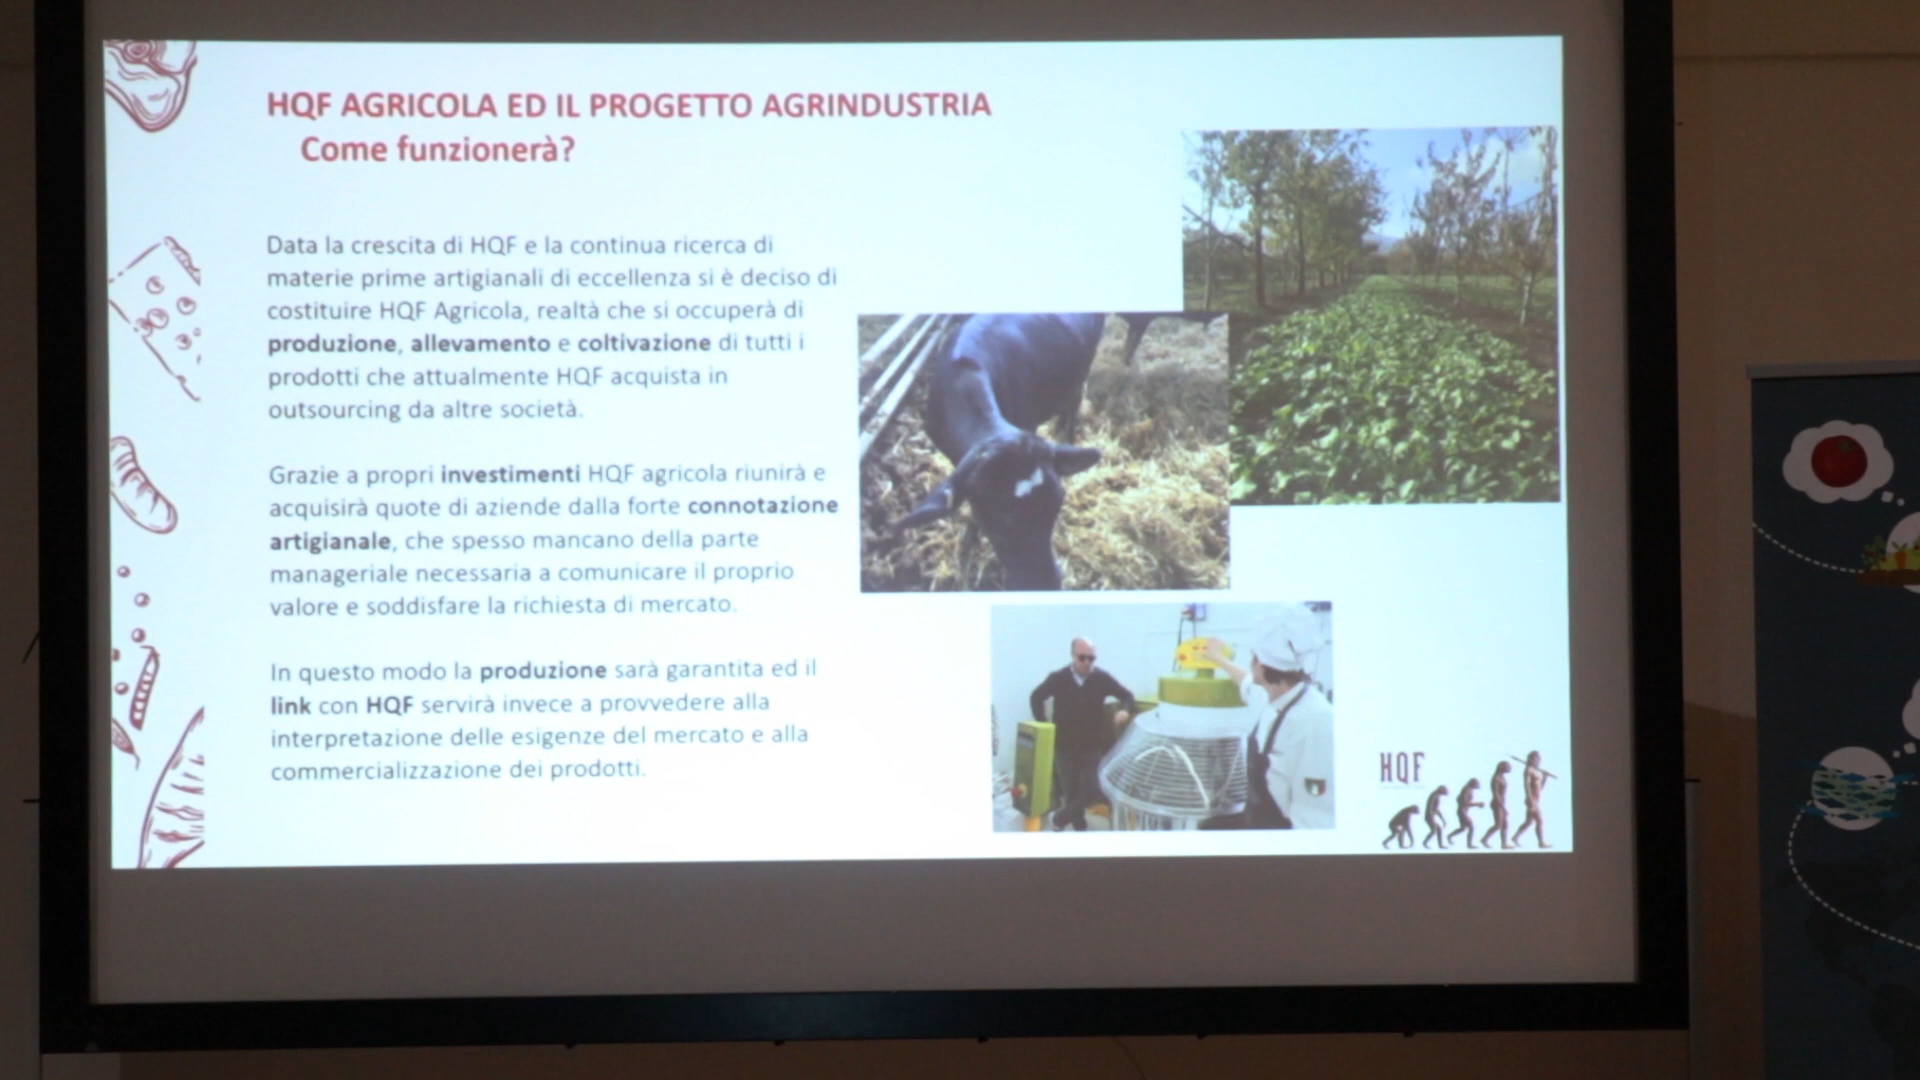 HQF AGRICOLA ED IL PROGETTO AGRINDUSTRIA
Come funzionerà?
Data la crescita di HQF e la continua ricerca di
materie prime artigianali di eccellenza si è deciso di
costituire HQF Agricola, realtà che si occuperà di
produzione, allevamento e coltivazione di tutti i
prodotti che attualmente HQF acquista in
outsourcing da altre società.
Grazie a propri investimenti HQF agricola riunirà e
acquisirà quote di aziende dalla forte connotazione
artigianale, che spesso mancano della parte
manageriale necessaria a comunicare il proprio
valore e soddisfare la richiesta di mercato.
In questo modo la produzione sarà garantita ed il
link con HQF servirà invece a provvedere alla
interpretazione delle esigenze del mercato e alla
commercializzazione dei prodotti.
HQF